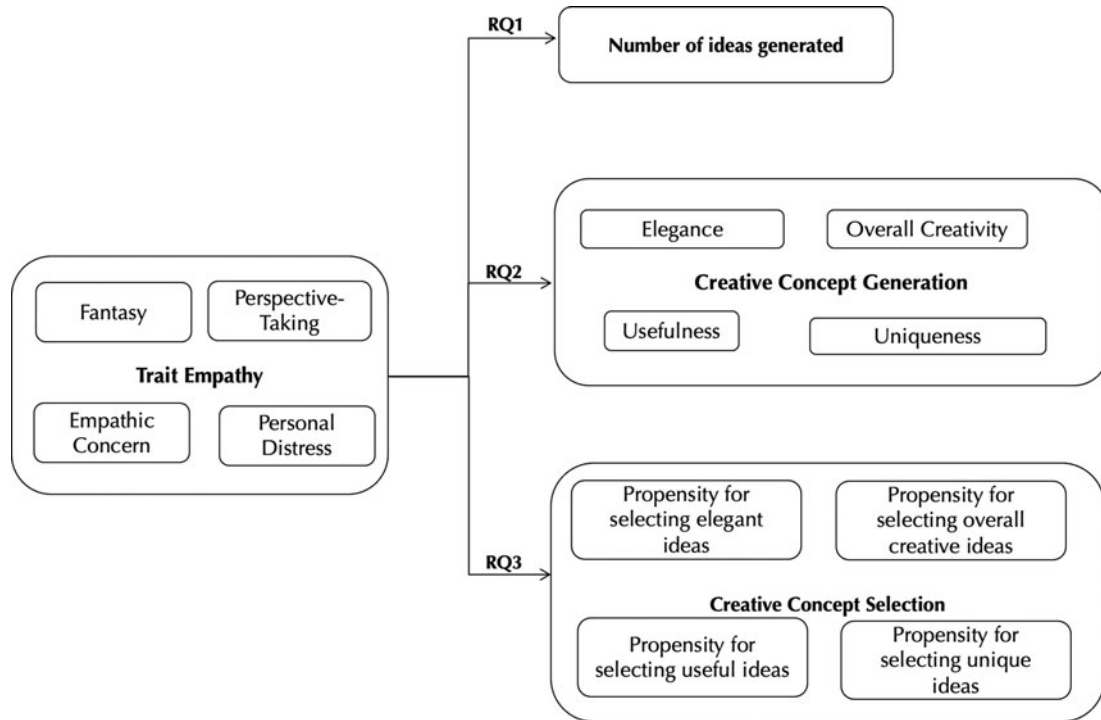 RQ1
Number of ideas generated
Elegance
Overall Creativity
RQ2
Creative Concept Generation
Usefulness
Uniqueness
Fantasy
Perspective-
Taking
Trait Empathy
Empathic
Concern
Personal
Distress
RQ3
Propensity for
selecting elegant
ideas
Propensity for
selecting overall
creative ideas
Creative Concept Selection
Propensity for
selecting useful ideas
Propensity for
selecting unique
ideas